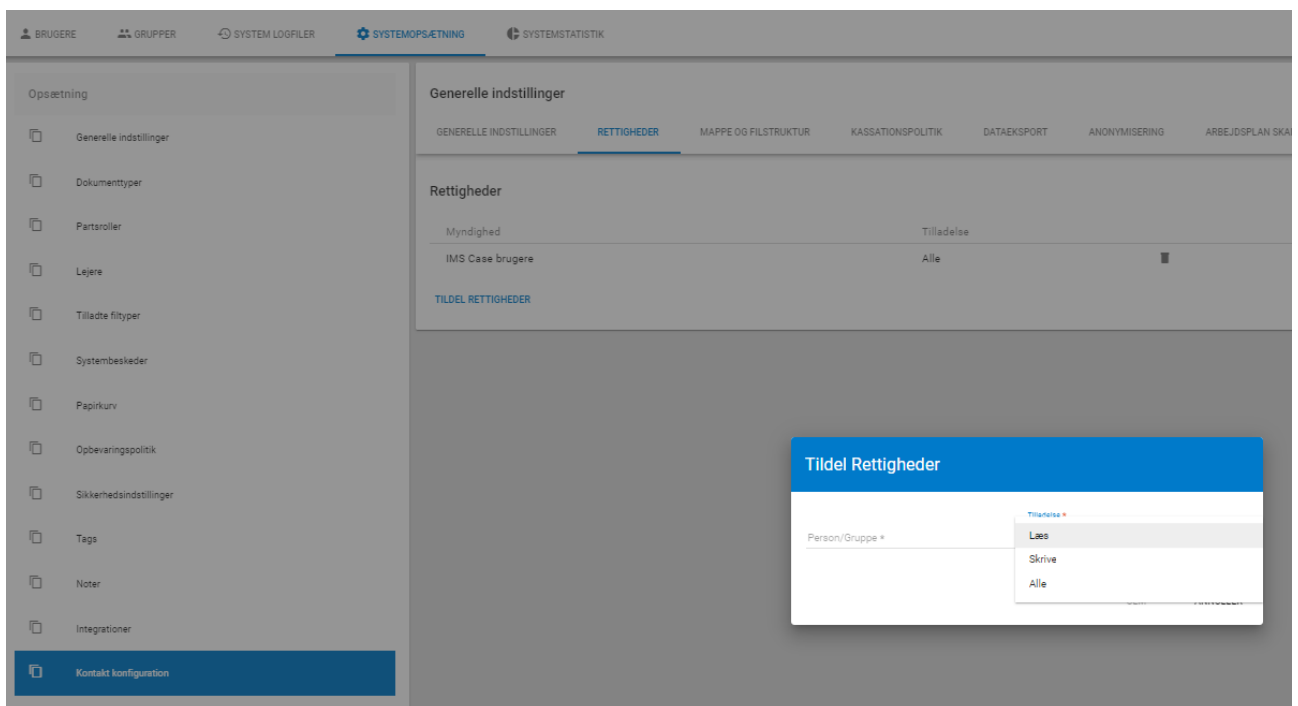 BRUGERE GRUPPER SYSTEM LOGFILER SYSTEMOPSÆTNING SYSTEMSTATISTIK
Opsætning
Generelle indstillinger
Dokumenttyper
Partsroller
Lejere
Tilladte filtyper
Systembeskeder
Papirkurv
Opbevaringspolitik
Sikkerhedsindstillinger
Tags
Noter
Integrationer
Kontakt konfiguration
Generelle indstillinger
GENERELLE INDSTILLINGER RETTIGHEDER MAPPE OG FILSTRUKTUR KASSATIONSPOLITIK DATAEKSPORT ANONYMISERING ARBEJDSPLAN
Rettigheder
Myndighed Tilladelse
IMS Case brugere Alle
TILDEL RETTIGHEDER
Tildel Rettigheder
Person/Gruppe * Tilladelse *
Læs
Skrive
Alle